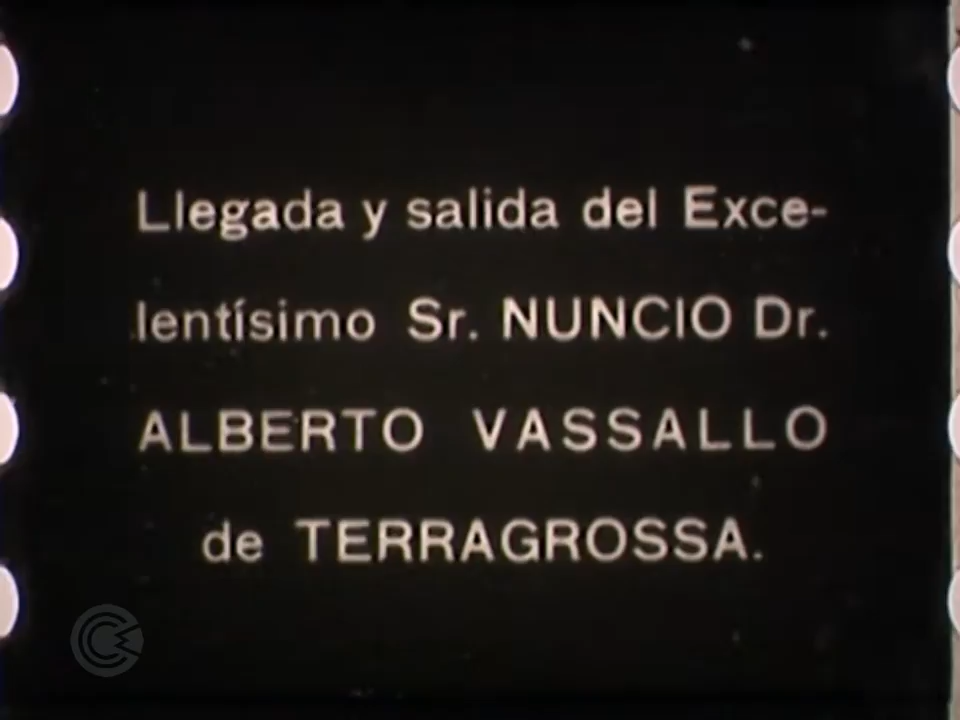 Llegada y salida del Exce-
lentísimo Sr. NUNCIO Dr.
ALBERTO VASSALLO
de TERRAGROSSA.